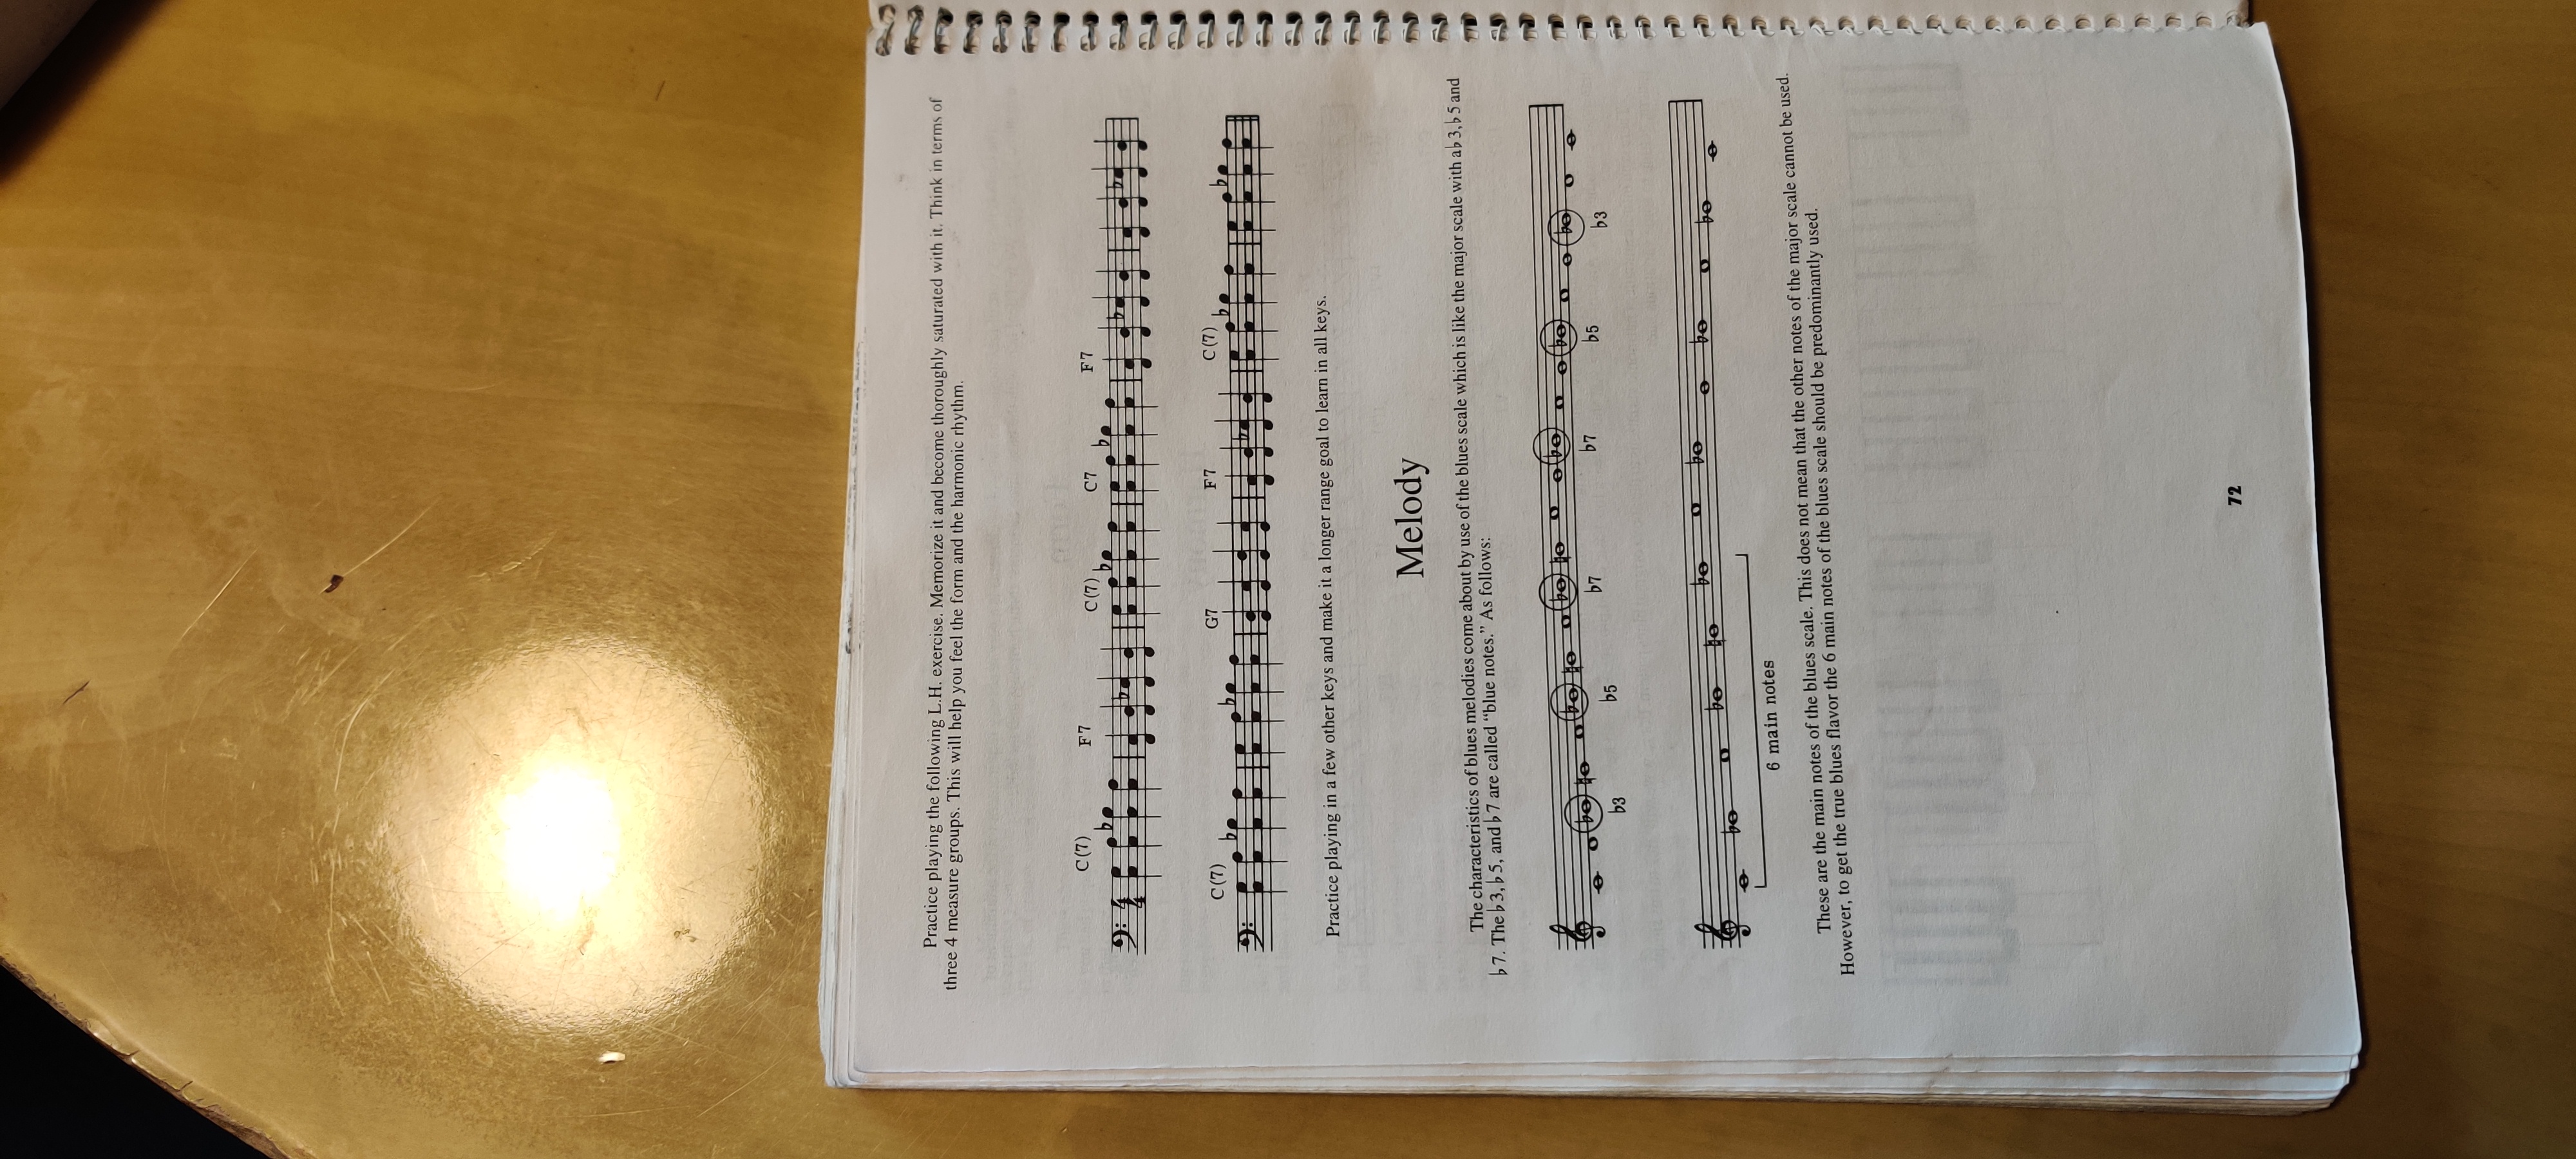 Practice playing the following L.H. exercise. Memorize it and become thoroughly saturated with it. Think in terms of
three 4 measure groups. This will help you feel the form and the harmonic rhythm.
C(7) F7 C(7) C7 F7
C(7) G7 F7 C(7)
Practice playing in a few other keys and make it a longer range goal to learn in all keys.
Melody
The characteristics of blues melodies come about by use of the blues scale which is like the major scale with a♭3,♭5 and
♭7. The♭3,♭5, and♭7 are called “blue notes.” As follows:
♭3 ♭5 ♭7 ♭7 ♭5 ♭3
6 main notes
These are the main notes of the blues scale. This does not mean that the other notes of the major scale cannot be used.
However, to get the true blues flavor the 6 main notes of the blues scale should be predominantly used.
72